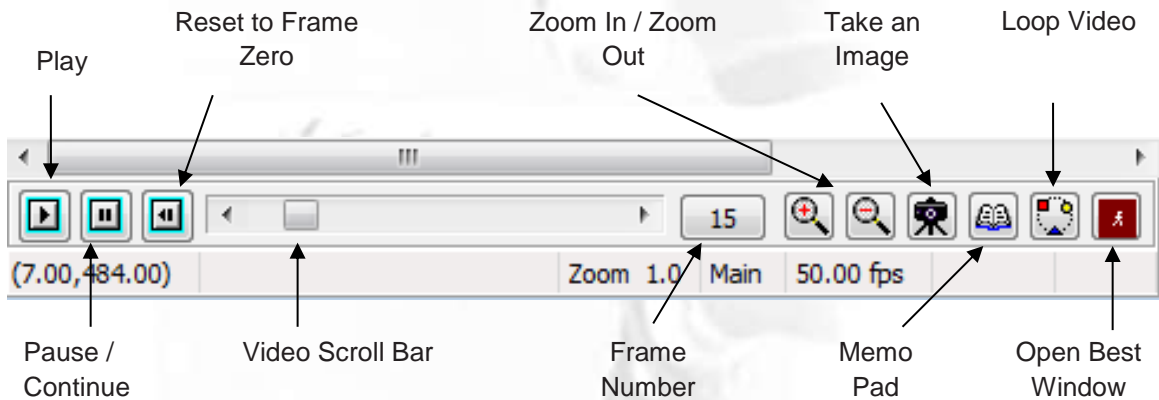 Reset to Frame
Zero
Zoom In / Zoom
Out
Take an
Image
Loop Video
Play
15
(7.00,484.00)
Zoom 1.0
Main
50.00 fps
Pause /
Continue
Video Scroll Bar
Frame
Number
Memo
Pad
Open Best
Window